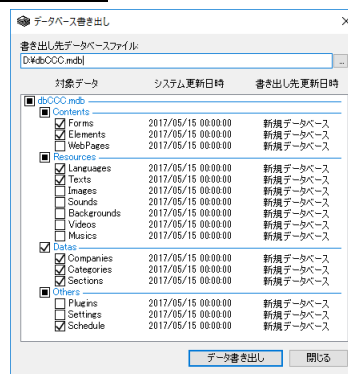 データベース書き出し
書き出し先データベースファイル
D:¥dbCCC.mdb
...
対象データ システム更新日時 書き出し先更新日時
dbCCC.mdb
Contents
Forms 2017/05/15 00:00:00 新規データベース
Elements 2017/05/15 00:00:00 新規データベース
WebPages 2017/05/15 00:00:00 新規データベース
Resources
Languages 2017/05/15 00:00:00 新規データベース
Texts 2017/05/15 00:00:00 新規データベース
Images 2017/05/15 00:00:00 新規データベース
Sounds 2017/05/15 00:00:00 新規データベース
Backgrounds 2017/05/15 00:00:00 新規データベース
Videos 2017/05/15 00:00:00 新規データベース
Musics 2017/05/15 00:00:00 新規データベース
Datas
Companies 2017/05/15 00:00:00 新規データベース
Categories 2017/05/15 00:00:00 新規データベース
Sections 2017/05/15 00:00:00 新規データベース
Others
Plugins 2017/05/15 00:00:00 新規データベース
Settings 2017/05/15 00:00:00 新規データベース
Schedule 2017/05/15 00:00:00 新規データベース
データ書き出し 閉じる